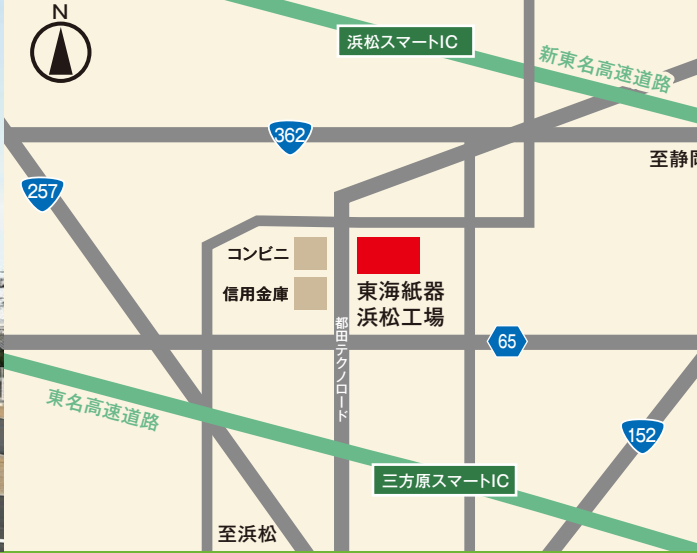 N
浜松スマートIC
新東名高速道路
362
至静岡
257
コンビニ
信用金庫
東海紙器
浜松工場
都田テクノロード
65
東名高速道路
152
三方原スマートIC
至浜松